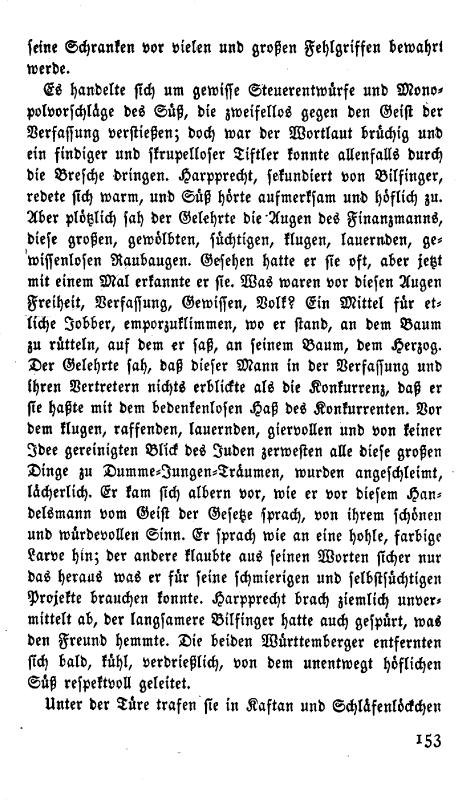 seine Schranken vor vielen und großen Fehlgriffen bewahrt
werde.
Es handelte sich um gewisse Steuerentwürfe und Mono-
polvorschläge des Süß, die zweifellos gegen den Geist der
Verfassung verstießen; doch war der Wortlaut brüchig und
ein findiger und skrupelloser Tiftler konnte allenfalls durch
die Bresche dringen. Harpprecht, sekundiert von Bilfinger,
redete sich warm, und Süß hörte aufmerksam und höflich zu.
Aber plötzlich sah der Gelehrte die Augen des Finanzmanns,
diese großen, gewölbten, süchtigen, klugen, lauernden, ge-
wissenlosen Raubaugen. Gesehen hatte er sie oft, aber jetzt
mit einem Mal erkannte er sie. Was waren vor diesen Augen
Freiheit, Verfassung, Gewissen, Volk? Ein Mittel für et-
liche Jobber, emporzuklimmen, wo er stand, an dem Baum
zu rütteln, auf dem er saß, an seinem Baum, dem Herzog.
Der Gelehrte sah, daß dieser Mann in der Verfassung und
ihren Vertretern nichts erblickte als die Konkurrenz, daß er
sie haßte mit dem bedenkenlosen Haß des Konkurrenten. Vor
dem klugen, raffenden, lauernden, giervollen und von keiner
Idee gereinigten Blick des Juden zerwesten alle diese großen
Dinge zu Dumme-Jungen-Träumen, wurden angeschleimt,
lächerlich. Er kam sich albern vor, wie er vor diesem Han-
delsmann vom Geist der Gesetze sprach, von ihrem schönen
und würdevollen Sinn. Er sprach wie an eine hohle, farbige
Larve hin; der andere klaubte aus seinen Worten sicher nur
das heraus was er für seine schmierigen und selbstsüchtigen
Projekte brauchen konnte. Harpprecht brach ziemlich unver-
mittelt ab, der langsamere Bilfinger hatte auch gespürt, was
den Freund hemmte. Die beiden Württemberger entfernten
sich bald, kühl, verdrießlich, von dem unentwegt höflichen
Süß respektvoll geleitet.
Unter der Türe trafen sie in Kaftan und Schläfenlöckchen
153